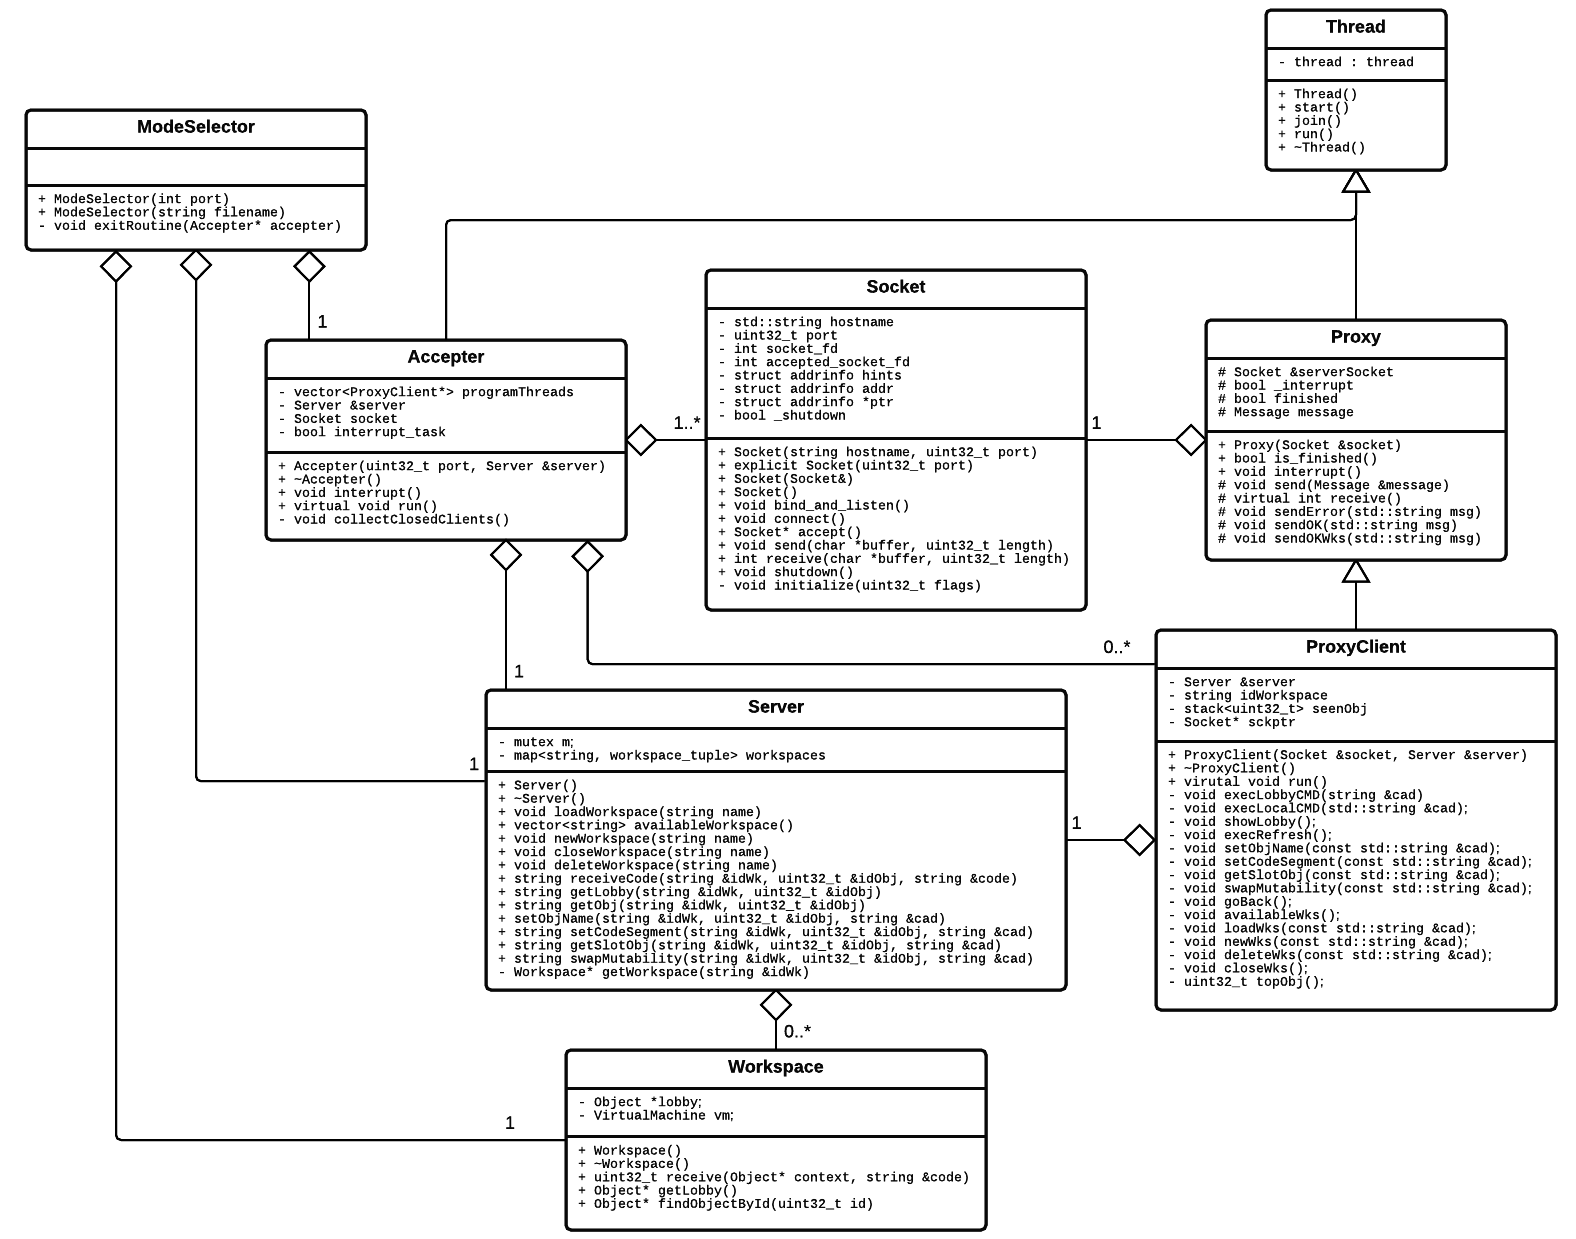 Thread
- thread : thread
+ Thread()
+ start()
+ join()
+ run()
+ ~Thread()
ModeSelector
+ ModeSelector(int port)
+ ModeSelector(string filename)
- void exitRoutine(Accepter* accepter)
1
Accepter
- vector<ProxyClient*> programThreads
- Server &server
- Socket socket
- bool interrupt_task
+ Accepter(uint32_t port, Server &server)
+ ~Accepter()
+ void interrupt()
+ virtual void run()
- void collectClosedClients()
1..*
Socket
- std::string hostname
- uint32_t port
- int socket_fd
- int accepted_socket_fd
- struct addrinfo hints
- struct addrinfo addr
- struct addrinfo *ptr
- bool _shutdown
+ Socket(string hostname, uint32_t port)
+ explicit Socket(uint32_t port)
+ Socket(Socket&)
+ Socket()
+ void bind_and_listen()
+ void connect()
+ Socket* accept()
+ void send(char *buffer, uint32_t length)
+ int receive(char *buffer, uint32_t length)
+ void shutdown()
- void initialize(uint32_t flags)
1
Proxy
# Socket &serverSocket
# bool _interrupt
# bool finished
# Message message
+ Proxy(Socket &socket)
+ bool is_finished()
+ void interrupt()
# void send(Message &message)
# virtual int receive()
# void sendError(std::string msg)
# void sendOK(std::string msg)
# void sendOKWks(std::string msg)
0..*
ProxyClient
- Server &server
- string idWorkspace
- stack<uint32_t> seenObj
- Socket* sckptr
+ ProxyClient(Socket &socket, Server &server)
+ ~ProxyClient()
+ virutal void run()
- void execLobbyCMD(string &cad)
- void execLocalCMD(std::string &cad);
- void showLobby();
- void execRefresh();
- void setObjName(const std::string &cad);
- void setCodeSegment(const std::string &cad);
- void getSlotObj(const std::string &cad);
- void swapMutability(const std::string &cad);
- void goBack();
- void availableWks();
- void loadWks(const std::string &cad);
- void newWks(const std::string &cad);
- void deleteWks(const std::string &cad);
- void closeWks();
- uint32_t topObj();
1
1
1
Server
- mutex m;
- map<string, workspace_tuple> workspaces
+ Server()
+ ~Server()
+ void loadWorkspace(string name)
+ vector<string> availableWorkspace()
+ void newWorkspace(string name)
+ void closeWorkspace(string name)
+ void deleteWorkspace(string name)
+ string receiveCode(string &idWk, uint32_t &idObj, string &code)
+ string getLobby(string &idWk, uint32_t &idObj)
+ string getObj(string &idWk, uint32_t &idObj)
+ setObjName(string &idWk, uint32_t &idObj, string &cad)
+ string setCodeSegment(string &idWk, uint32_t &idObj, string &cad)
+ string getSlotObj(string &idWk, uint32_t &idObj, string &cad)
+ string swapMutability(string &idWk, uint32_t &idObj, string &cad)
- Workspace* getWorkspace(string &idWk)
0..*
1
Workspace
- Object *lobby;
- VirtualMachine vm;
+ Workspace()
+ ~Workspace()
+ uint32_t receive(Object* context, string &code)
+ Object* getLobby()
+ Object* findObjectById(uint32_t id)